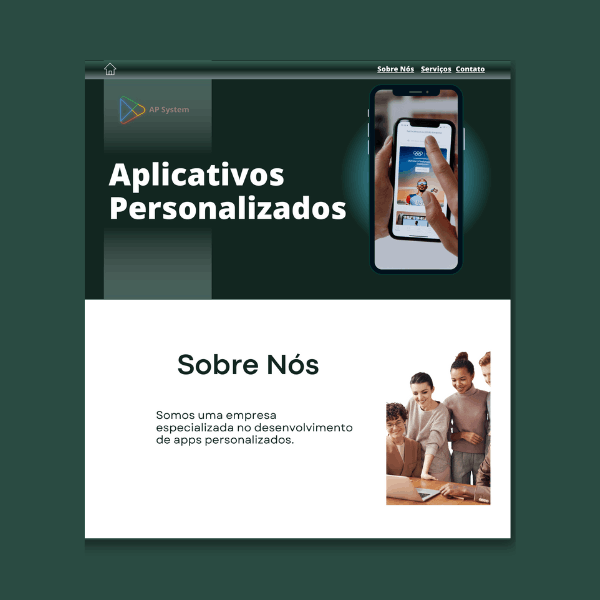 Sobre Nós Serviços Contato
AP System
Aplicativos
Personalizados
Sobre Nós
Somos uma empresa
especializada no desenvolvimento
de apps personalizados.